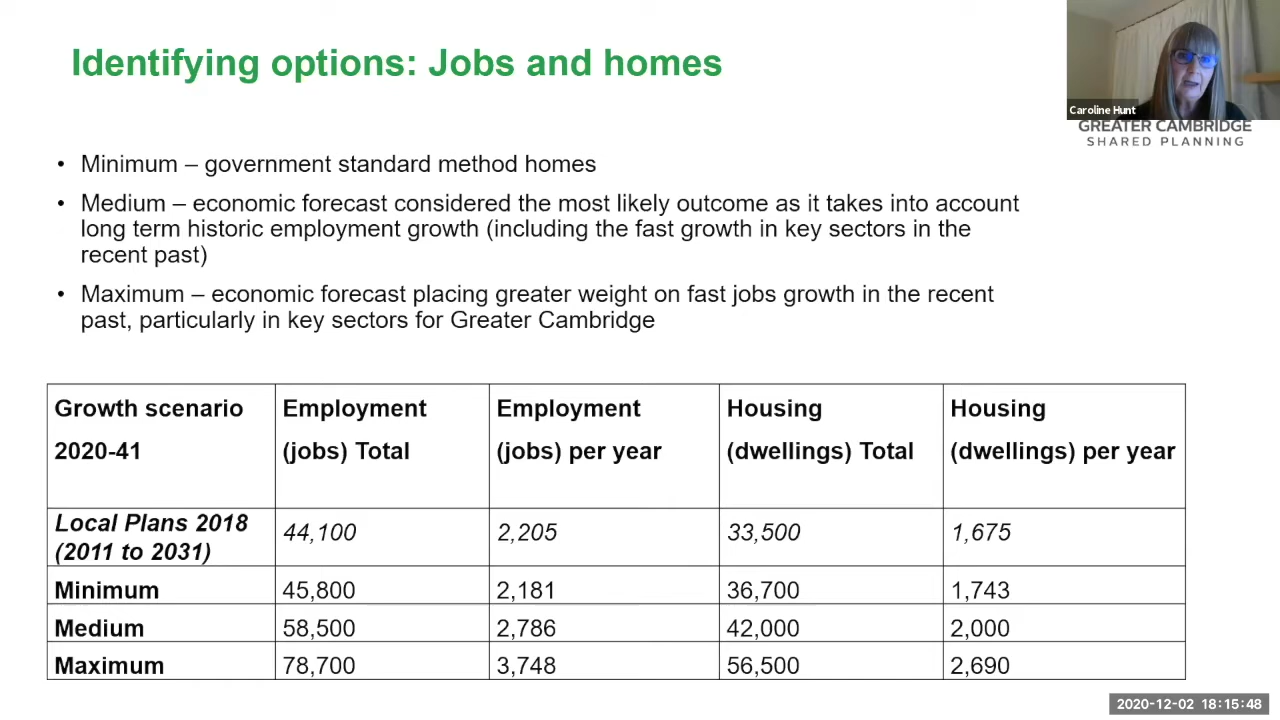 Identifying options: Jobs and homes
Caroline Hunt
GREATER CAMBRIDGE
SHARED PLANNING
• Minimum – government standard method homes
• Medium – economic forecast considered the most likely outcome as it takes into account
long term historic employment growth (including the fast growth in key sectors in the
recent past)
• Maximum – economic forecast placing greater weight on fast jobs growth in the recent
past, particularly in key sectors for Greater Cambridge
Growth scenario
2020-41
Employment
(jobs) Total
Employment
(jobs) per year
Housing
(dwellings) Total
Housing
(dwellings) per year
Local Plans 2018
(2011 to 2031)
44,100
2,205
33,500
1,675
Minimum
45,800
2,181
36,700
1,743
Medium
58,500
2,786
42,000
2,000
Maximum
78,700
3,748
56,500
2,690
2020-12-02 18:15:48